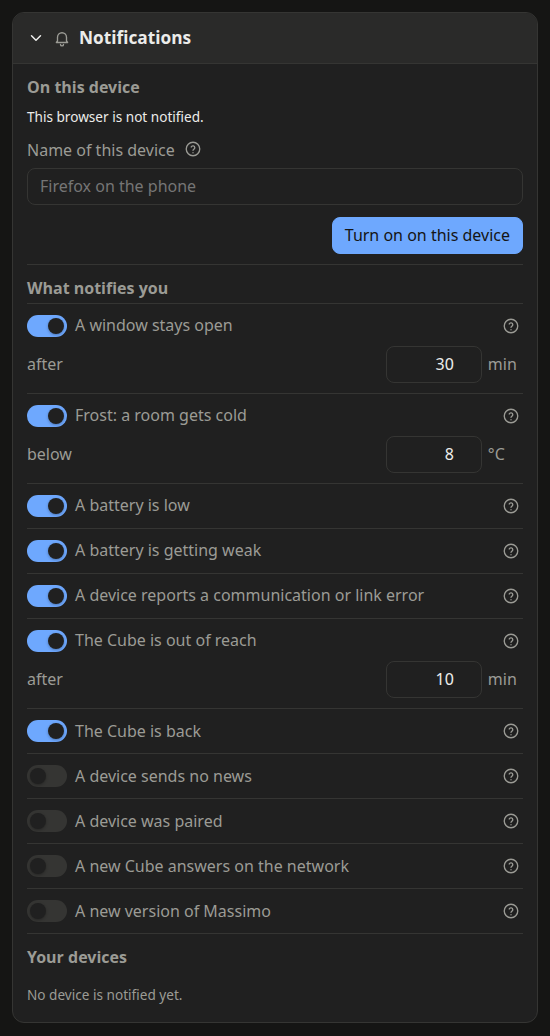 Notifications
On this device
This browser is not notified.
Name of this device
Firefox on the phone
Turn on on this device
What notifies you
A window stays open
after 30 min
Frost: a room gets cold
below 8 °C
A battery is low
A battery is getting weak
A device reports a communication or link error
The Cube is out of reach
after 10 min
The Cube is back
A device sends no news
A device was paired
A new Cube answers on the network
A new version of Massimo
Your devices
No device is notified yet.